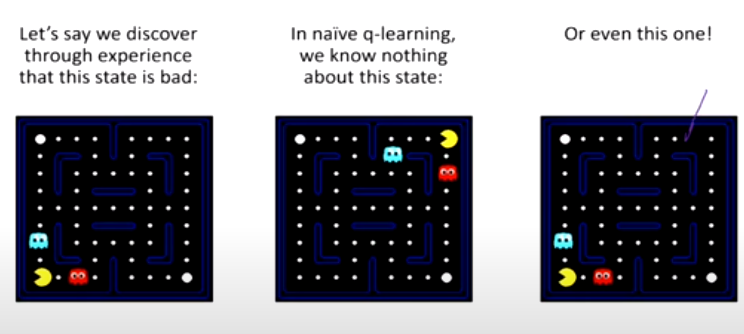 Let's say we discover
through experience
that this state is bad:
In naïve q-learning,
we know nothing
about this state:
Or even this one!